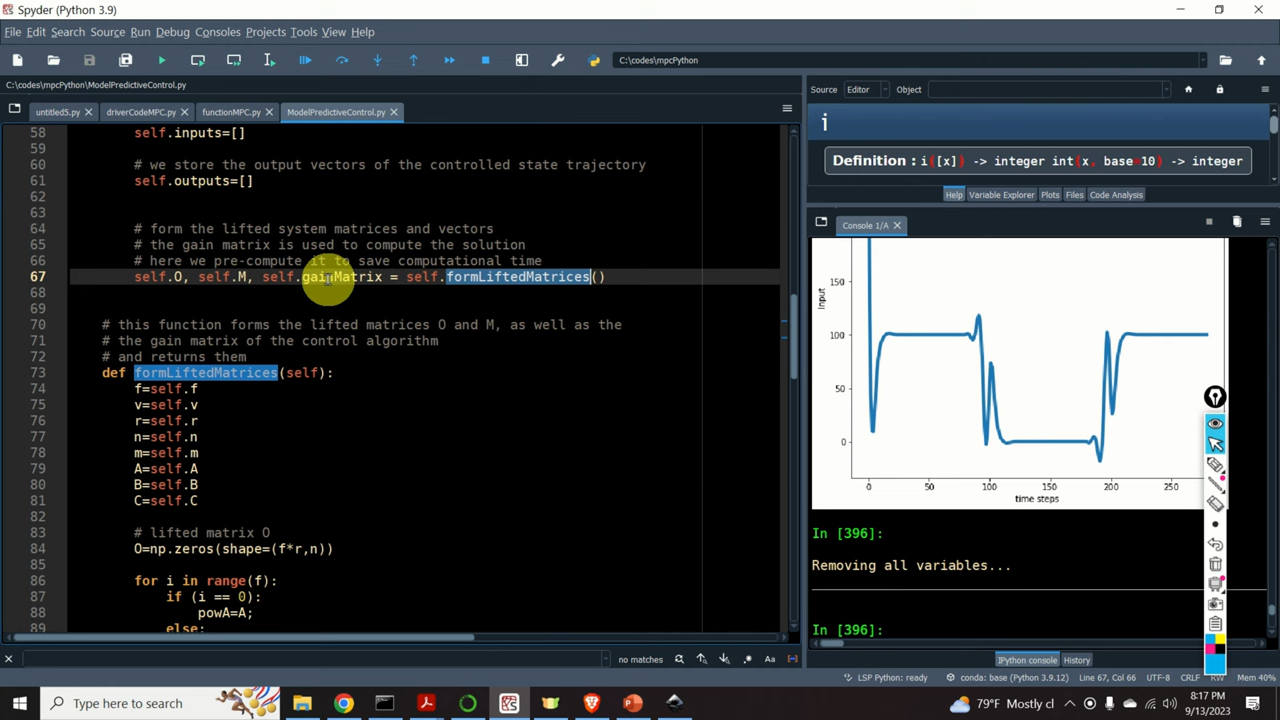 Spyder (Python 3.9)
File Edit Search Source Run Debug Consoles Projects Tools View Help
C:\codes\mpcPython
C:\codes\mpcPython\ModelPredictiveControl.py
untitled5.py driverCodeMPC.py functionMPC.py ModelPredictiveControl.py
58 self.inputs=[]
59
60 # we store the output vectors of the controlled state trajectory
61 self.outputs=[]
62
63
64 # form the lifted system matrices and vectors
65 # the gain matrix is used to compute the solution
66 # here we pre-compute it to save computational time
67 self.O, self.M, self.gainMatrix = self.formLiftedMatrices()
68
69
70 # this function forms the lifted matrices O and M, as well as the
71 # the gain matrix of the control algorithm
72 # and returns them
73 def formLiftedMatrices(self):
74 f=self.f
75 v=self.v
76 r=self.r
77 n=self.n
78 m=self.m
79 A=self.A
80 B=self.B
81 C=self.C
82
83 # lifted matrix O
84 O=np.zeros(shape=(f*r,n))
85
86 for i in range(f):
87 if (i == 0):
88 powA=A;
89 else:
no matches Aa
Source Editor Object
i
Definition : i([x]) -> integer int(x, base=10) -> integer
Help Variable Explorer Plots Files Code Analysis
Console 1/A
Input
100
50
0
0 50 100 150 200 250
time steps
In [396]:
Removing all variables...
In [396]:
IPython console History
LSP Python: ready conda: base (Python 3.9.12) Line 67, Col 66 UTF-8 CRLF RW Mem 40%
Type here to search
79°F Mostly cl
8:17 PM
9/13/2023